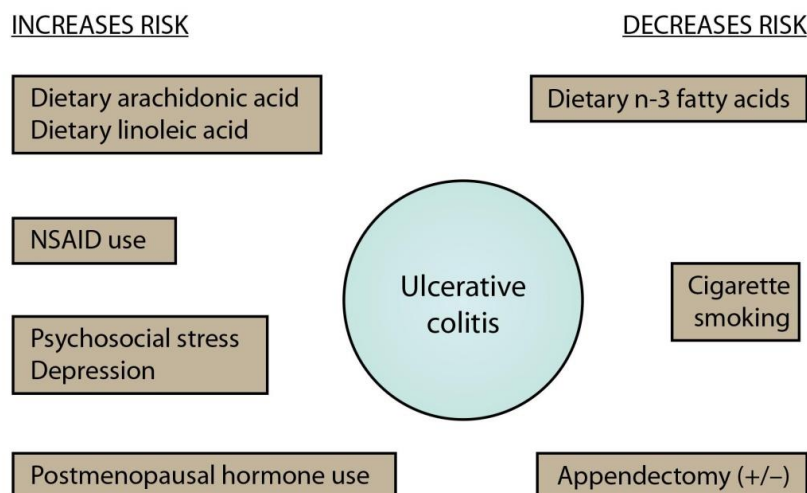 INCREASES RISK
DECREASES RISK
Dietary arachidonic acid
Dietary linoleic acid
Dietary n-3 fatty acids
NSAID use
Ulcerative
colitis
Cigarette
smoking
Psychosocial stress
Depression
Postmenopausal hormone use
Appendectomy (+/–)